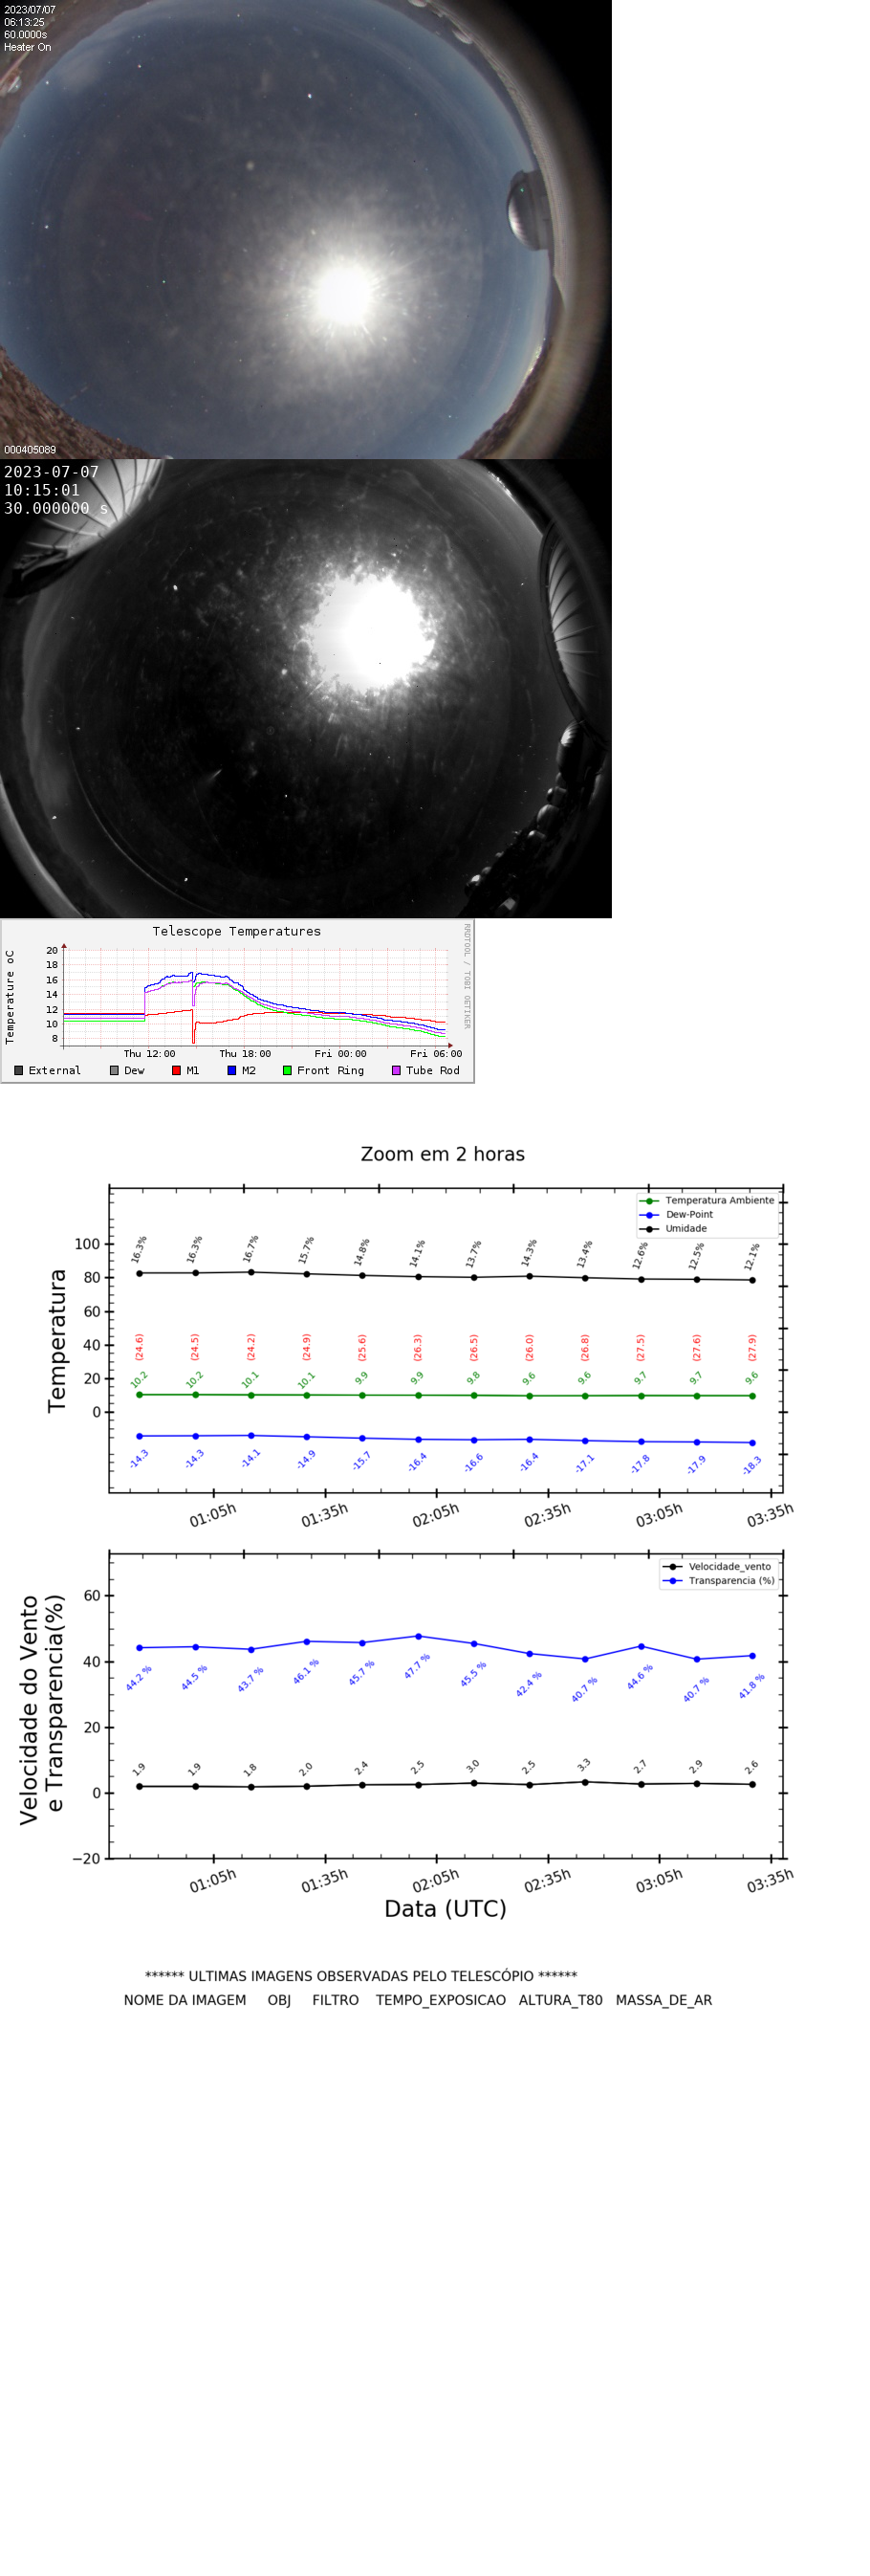 2023/07/07
06:13:25
60.0000s
Heater On
000405089
2023-07-07
10:15:01
30.000000 s
Telescope Temperatures
RRDTOOL / TOBI OETIKER
Temperature oC
20
18
16
14
12
10
8
Thu 12:00 Thu 18:00 Fri 00:00 Fri 06:00
External Dew M1 M2 Front Ring Tube Rod
Zoom em 2 horas
Temperatura Ambiente
Dew-Point
Umidade
Temperatura
100
80
60
40
20
0
16.3% 16.3% 16.7% 15.7% 14.8% 14.1% 13.7% 14.3% 13.4% 12.6% 12.5% 12.1%
(24.6) (24.5) (24.2) (24.9) (25.6) (26.3) (26.5) (26.0) (26.8) (27.5) (27.6) (27.9)
10.2 10.2 10.1 10.1 9.9 9.9 9.8 9.6 9.6 9.7 9.7 9.6
-14.3 -14.3 -14.1 -14.9 -15.7 -16.4 -16.6 -16.4 -17.1 -17.8 -17.9 -18.3
01:05h 01:35h 02:05h 02:35h 03:05h 03:35h
Velocidade_vento
Transparencia (%)
Velocidade do Vento
e Transparencia(%)
60
40
20
0
−20
44.2 % 44.5 % 43.7 % 46.1 % 45.7 % 47.7 % 45.5 % 42.4 % 40.7 % 44.6 % 40.7 % 41.8 %
1.9 1.9 1.8 2.0 2.4 2.5 3.0 2.5 3.3 2.7 2.9 2.6
01:05h 01:35h 02:05h 02:35h 03:05h 03:35h
Data (UTC)
****** ULTIMAS IMAGENS OBSERVADAS PELO TELESCÓPIO ******
NOME DA IMAGEM OBJ FILTRO TEMPO_EXPOSICAO ALTURA_T80 MASSA_DE_AR